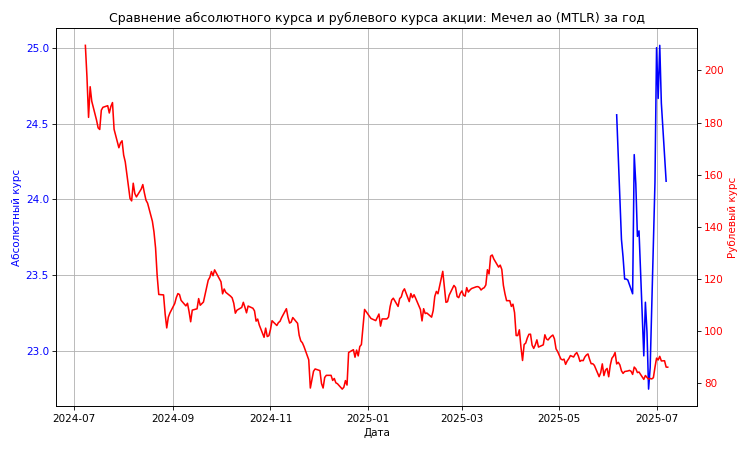 Сравнение абсолютного курса и рублевого курса акции: Мечел ао (MTLR) за год
25.0
24.5
24.0
23.5
23.0
Абсолютный курс
200
180
160
140
120
100
80
Рублевый курс
2024-07 2024-09 2024-11 2025-01 2025-03 2025-05 2025-07
Дата